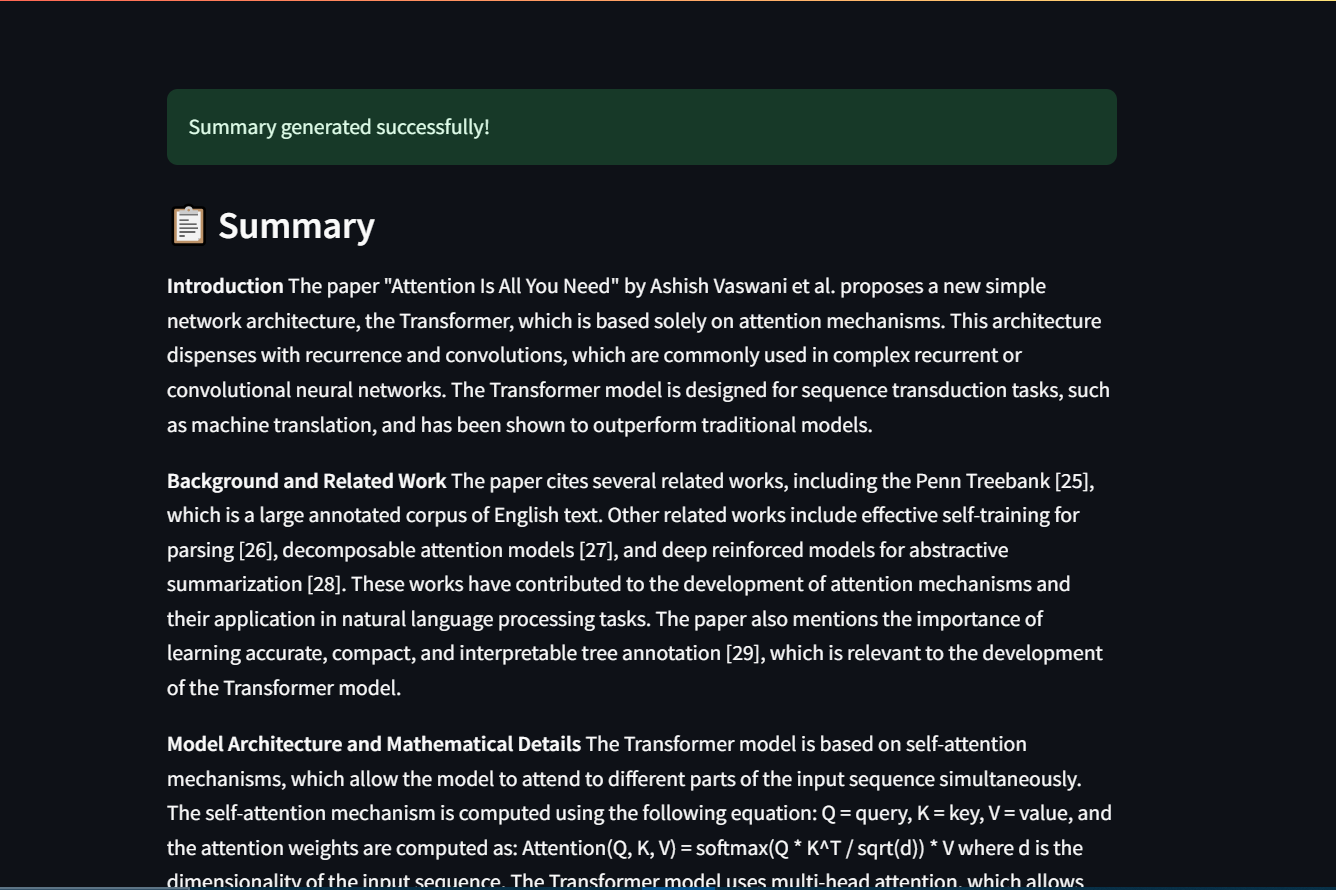 Summary generated successfully!
📋 Summary
Introduction The paper "Attention Is All You Need" by Ashish Vaswani et al. proposes a new simple
network architecture, the Transformer, which is based solely on attention mechanisms. This architecture
dispenses with recurrence and convolutions, which are commonly used in complex recurrent or
convolutional neural networks. The Transformer model is designed for sequence transduction tasks, such
as machine translation, and has been shown to outperform traditional models.
Background and Related Work The paper cites several related works, including the Penn Treebank [25],
which is a large annotated corpus of English text. Other related works include effective self-training for
parsing [26], decomposable attention models [27], and deep reinforced models for abstractive
summarization [28]. These works have contributed to the development of attention mechanisms and
their application in natural language processing tasks. The paper also mentions the importance of
learning accurate, compact, and interpretable tree annotation [29], which is relevant to the development
of the Transformer model.
Model Architecture and Mathematical Details The Transformer model is based on self-attention
mechanisms, which allow the model to attend to different parts of the input sequence simultaneously.
The self-attention mechanism is computed using the following equation: Q = query, K = key, V = value, and
the attention weights are computed as: Attention(Q, K, V) = softmax(Q * K^T / sqrt(d)) * V where d is the
dimensionality of the input sequence. The Transformer model uses multi-head attention, which allows